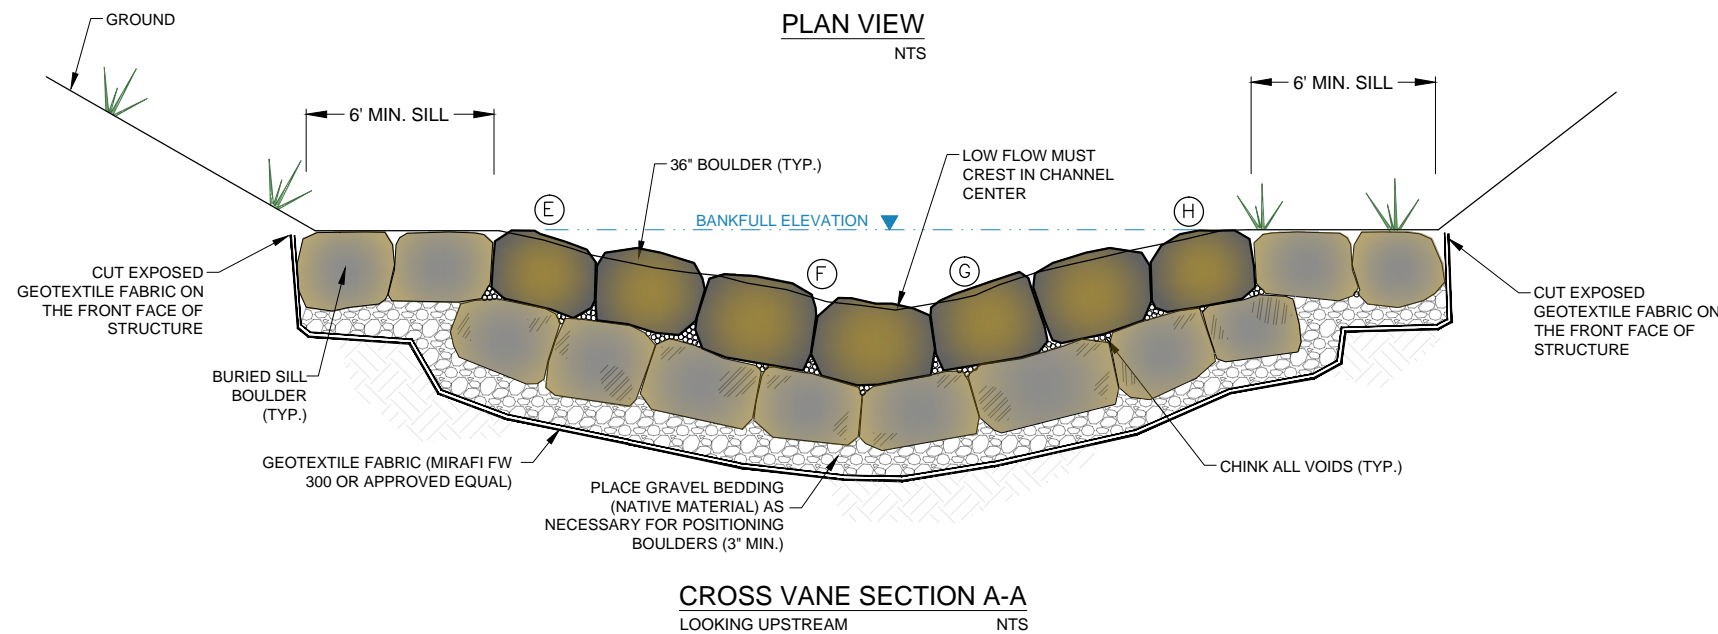 PLAN VIEW
NTS
GROUND
6' MIN. SILL
6' MIN. SILL
36" BOULDER (TYP.)
LOW FLOW MUST
CREST IN CHANNEL
CENTER
E
BANKFULL ELEVATION
H
F
G
CUT EXPOSED
GEOTEXTILE FABRIC ON
THE FRONT FACE OF
STRUCTURE
CUT EXPOSED
GEOTEXTILE FABRIC ON
THE FRONT FACE OF
STRUCTURE
BURIED SILL
BOULDER
(TYP.)
GEOTEXTILE FABRIC (MIRAFI FW
300 OR APPROVED EQUAL)
CHINK ALL VOIDS (TYP.)
PLACE GRAVEL BEDDING
(NATIVE MATERIAL) AS
NECESSARY FOR POSITIONING
BOULDERS (3" MIN.)
CROSS VANE SECTION A-A
LOOKING UPSTREAM
NTS